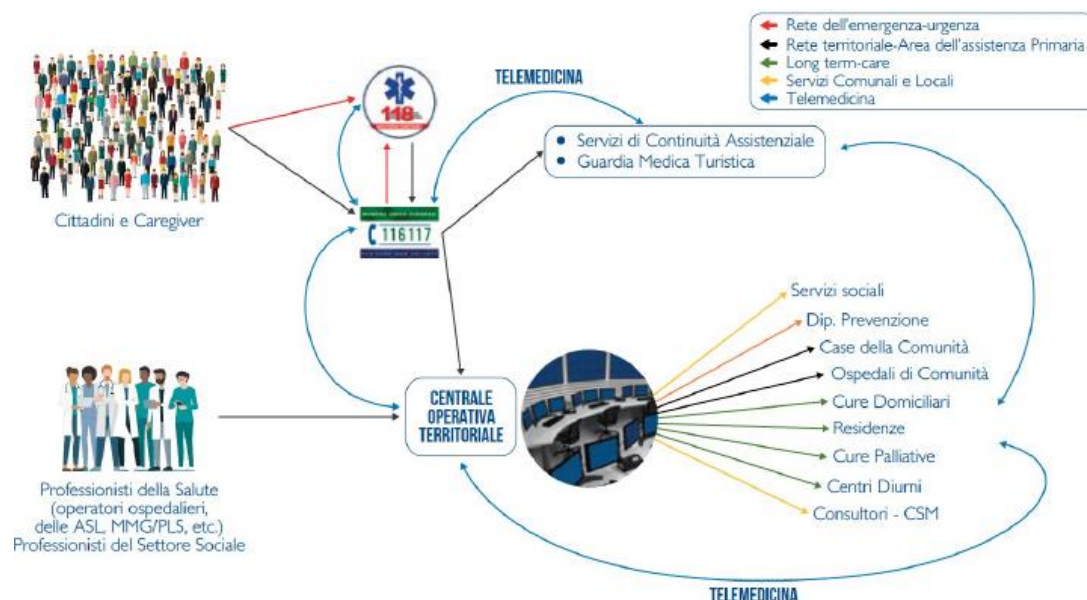 Rete dell'emergenza-urgenza
Rete territoriale-Area dell'assistenza Primaria
Long term-care
Servizi Comunali e Locali
Telemedicina
TELEMEDICINA
118
Servizi di Continuità Assistenziale
Guardia Medica Turistica
Cittadini e Caregiver
116117
Servizi sociali
Dip. Prevenzione
Case della Comunità
Ospedali di Comunità
Cure Domiciliari
Residenze
Cure Palliative
Centri Diurni
Consultori - CSM
CENTRALE
OPERATIVA
TERRITORIALE
Professionisti della Salute
(operatori ospedalieri,
delle ASL, MMG/PLS, etc.)
Professionisti del Settore Sociale
TELEMEDICINA